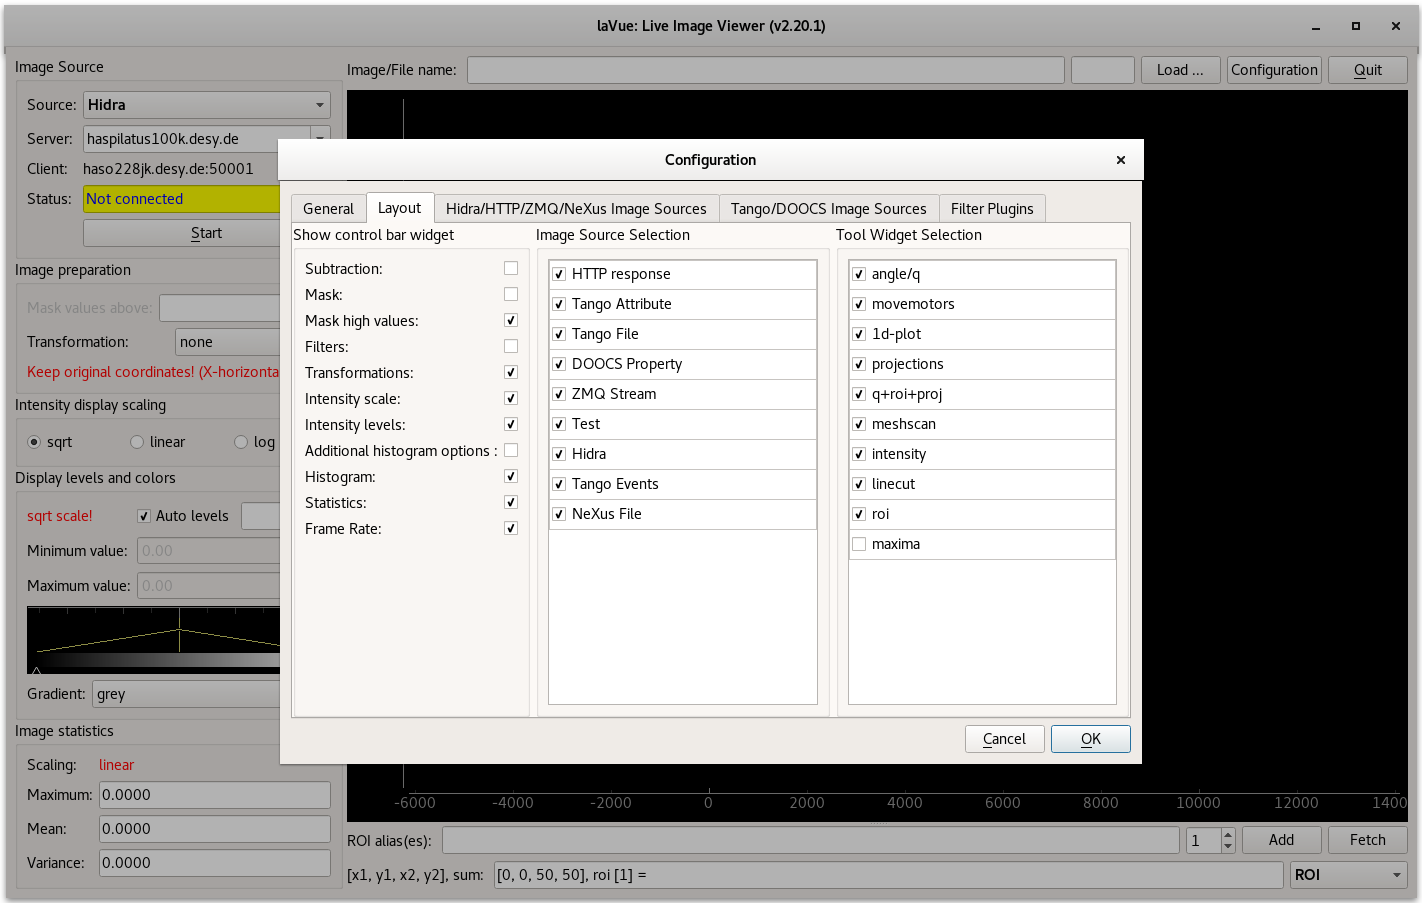 laVue: Live Image Viewer (v2.20.1)
Image Source
Image/File name:
Load ...
Configuration
Quit
Source:
Hidra
Server:
haspilatus100k.desy.de
Client:
haso228jk.desy.de:50001
Status:
Not connected
Start
Image preparation
Mask values above:
Transformation:
none
Keep original coordinates! (X-horizonta
Intensity display scaling
sqrt
linear
log
Display levels and colors
sqrt scale!
Auto levels
Minimum value:
0.00
Maximum value:
0.00
Gradient:
grey
Image statistics
Scaling:
linear
Maximum:
0.0000
Mean:
0.0000
Variance:
0.0000
Configuration
General
Layout
Hidra/HTTP/ZMQ/NeXus Image Sources
Tango/DOOCS Image Sources
Filter Plugins
Show control bar widget
Subtraction:
Mask:
Mask high values:
Filters:
Transformations:
Intensity scale:
Intensity levels:
Additional histogram options :
Histogram:
Statistics:
Frame Rate:
Image Source Selection
HTTP response
Tango Attribute
Tango File
DOOCS Property
ZMQ Stream
Test
Hidra
Tango Events
NeXus File
Tool Widget Selection
angle/q
movemotors
1d-plot
projections
q+roi+proj
meshscan
intensity
linecut
roi
maxima
Cancel
OK
-6000 -4000 -2000 0 2000 4000 6000 8000 10000 12000 1400
ROI alias(es):
1
Add
Fetch
[x1, y1, x2, y2], sum:
[0, 0, 50, 50], roi [1] =
ROI